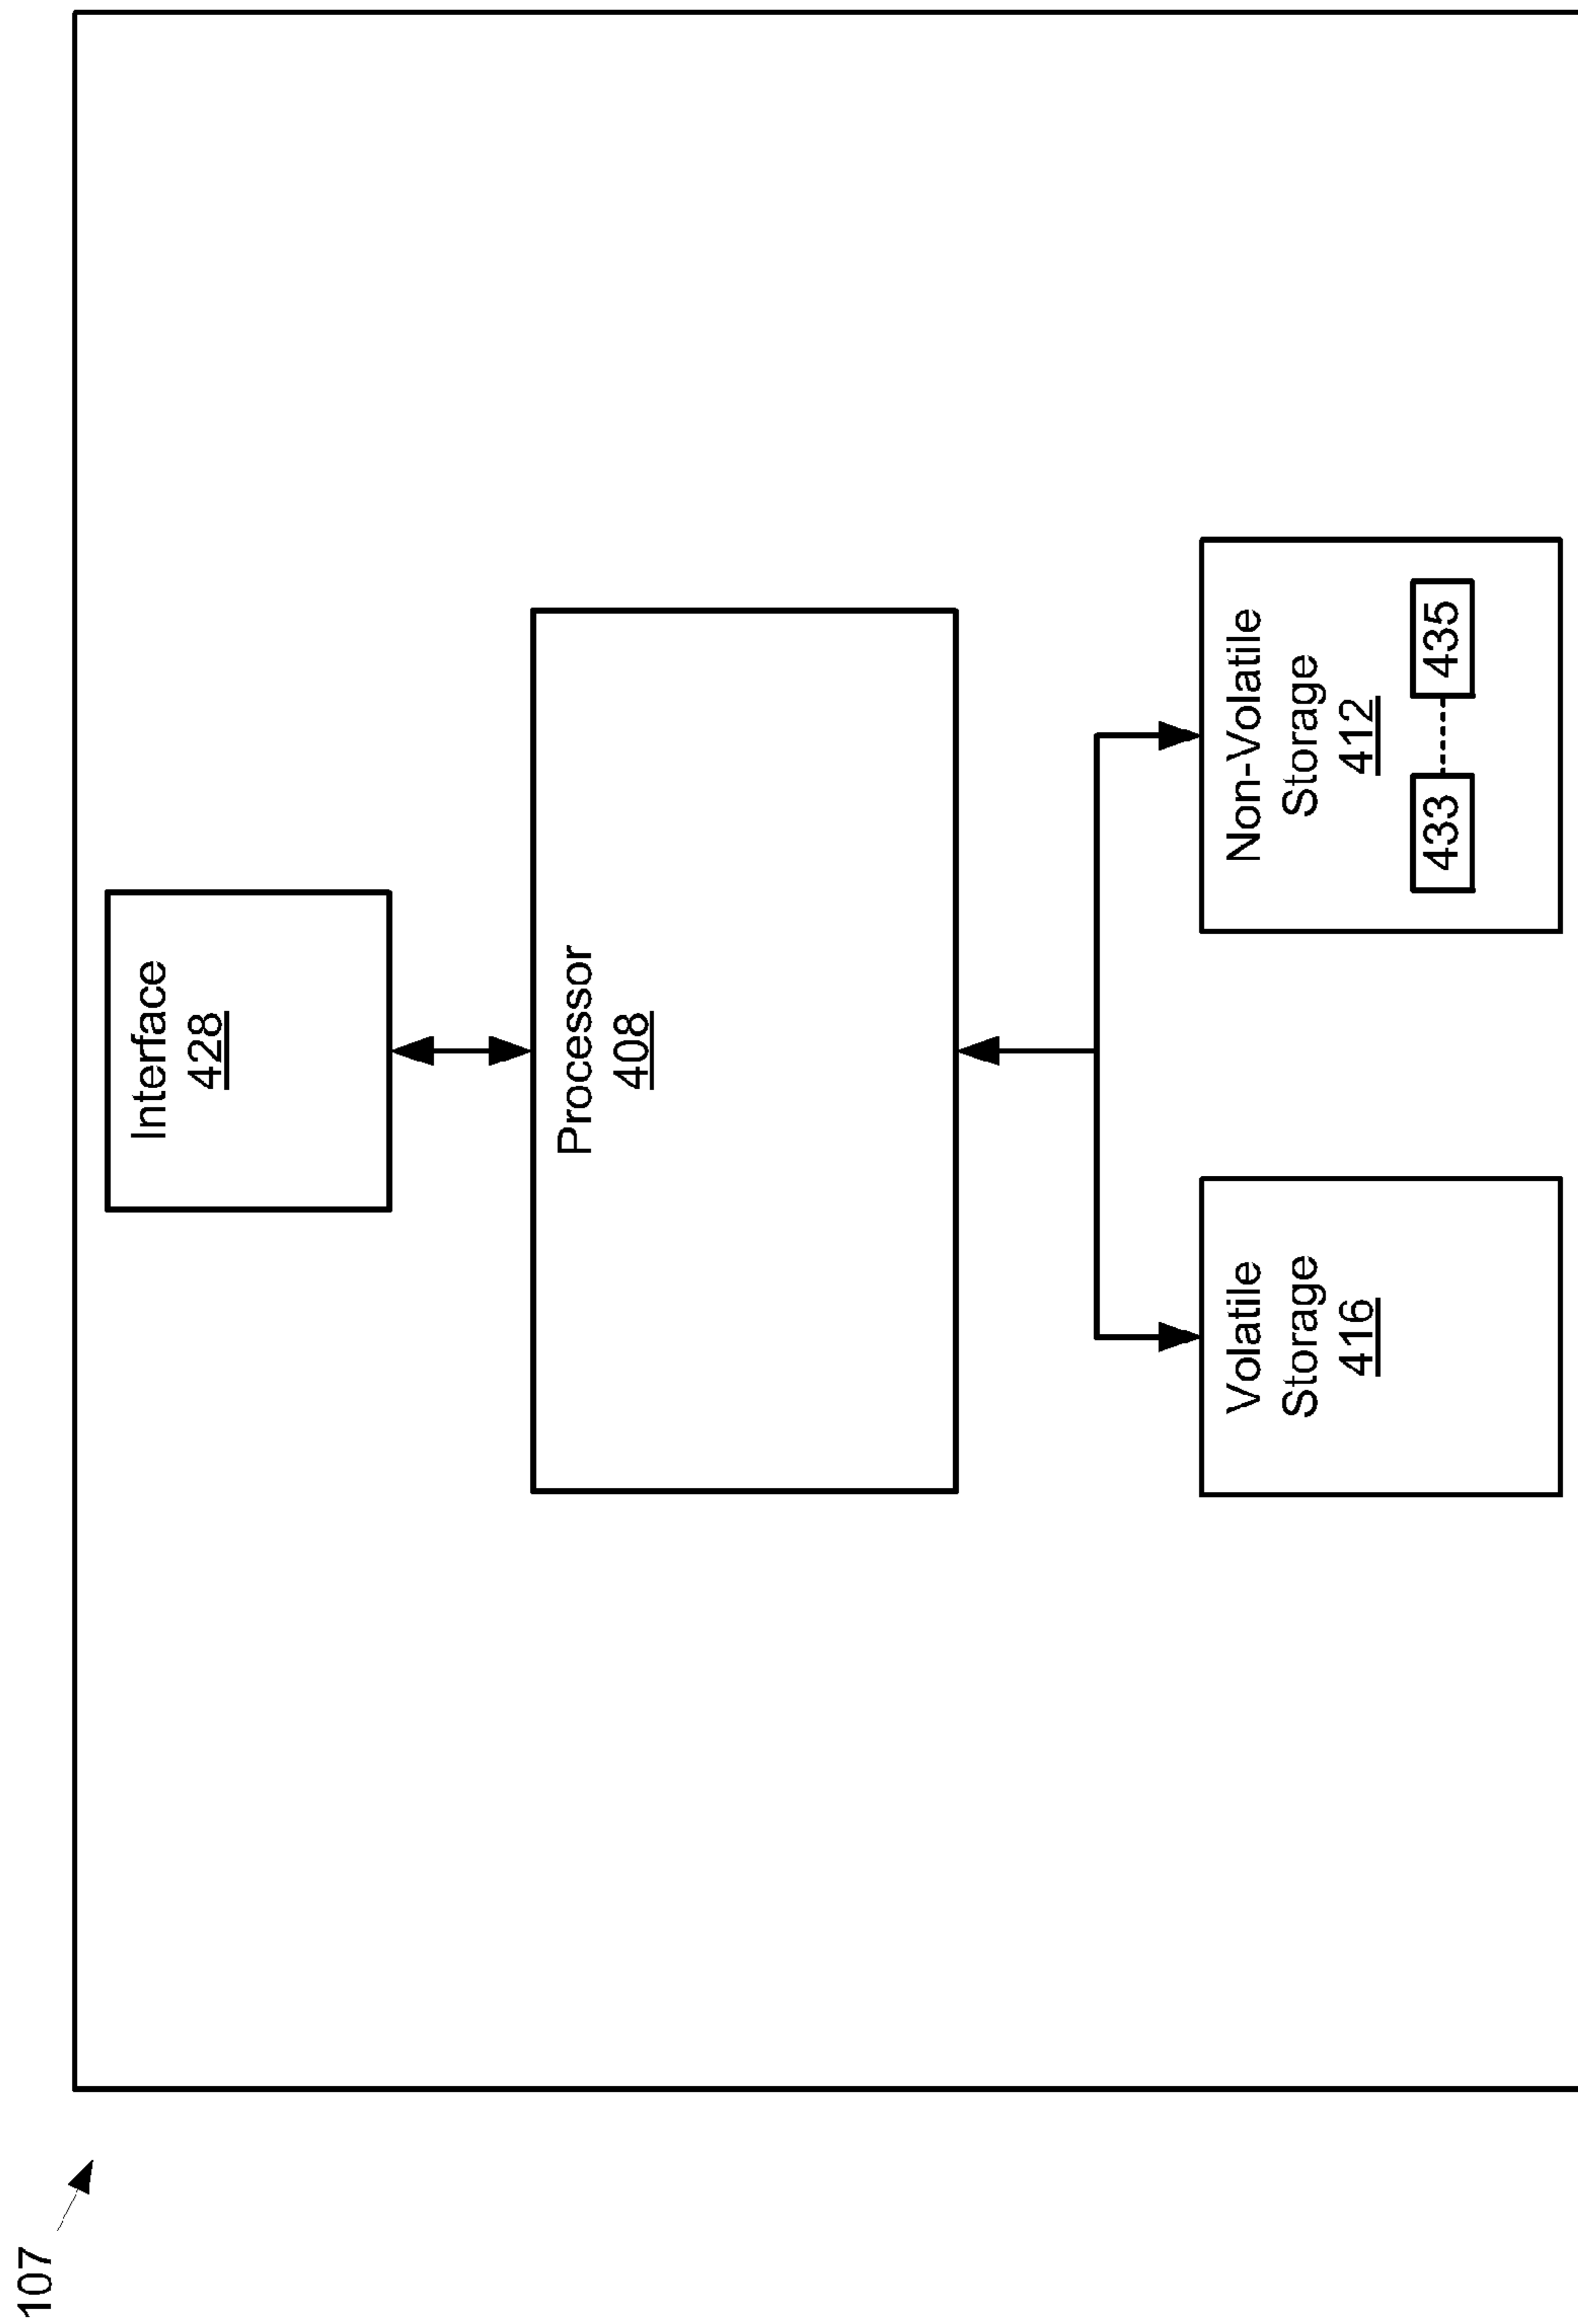 107
Interface
428
Processor
408
Volatile
Storage
416
Non-Volatile
Storage
412
433
435